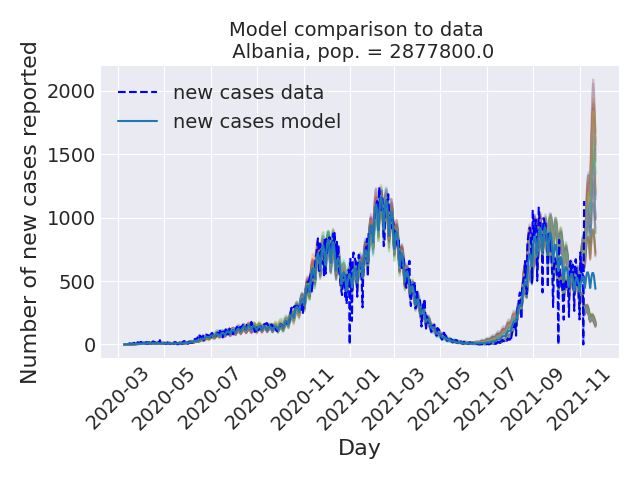 Model comparison to data
Albania, pop. = 2877800.0
Number of new cases reported
2000
1500
1000
500
0
new cases data
new cases model
2020-03
2020-05
2020-07
2020-09
2020-11
2021-01
2021-03
2021-05
2021-07
2021-09
2021-11
Day